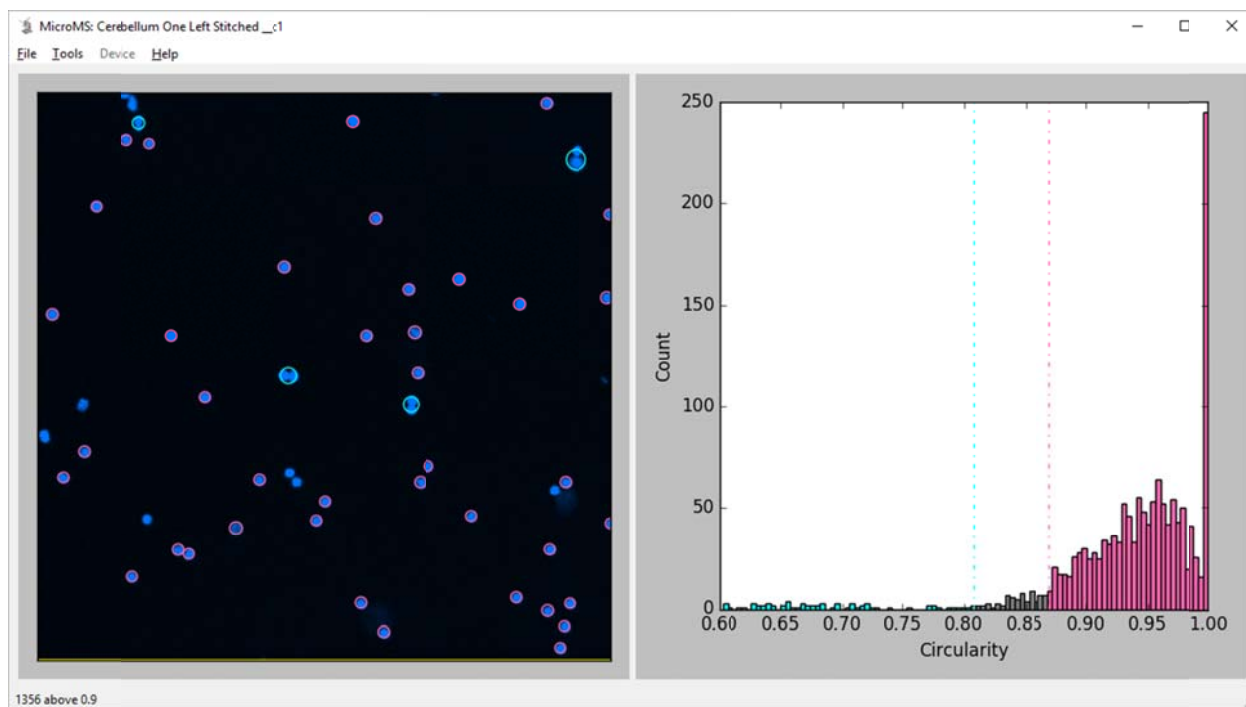 MicroMS: Cerebellum One Left Stitched __c1
File Tools Device Help
250
200
150
100
50
0
Count
0.60 0.65 0.70 0.75 0.80 0.85 0.90 0.95 1.00
Circularity
1356 above 0.9